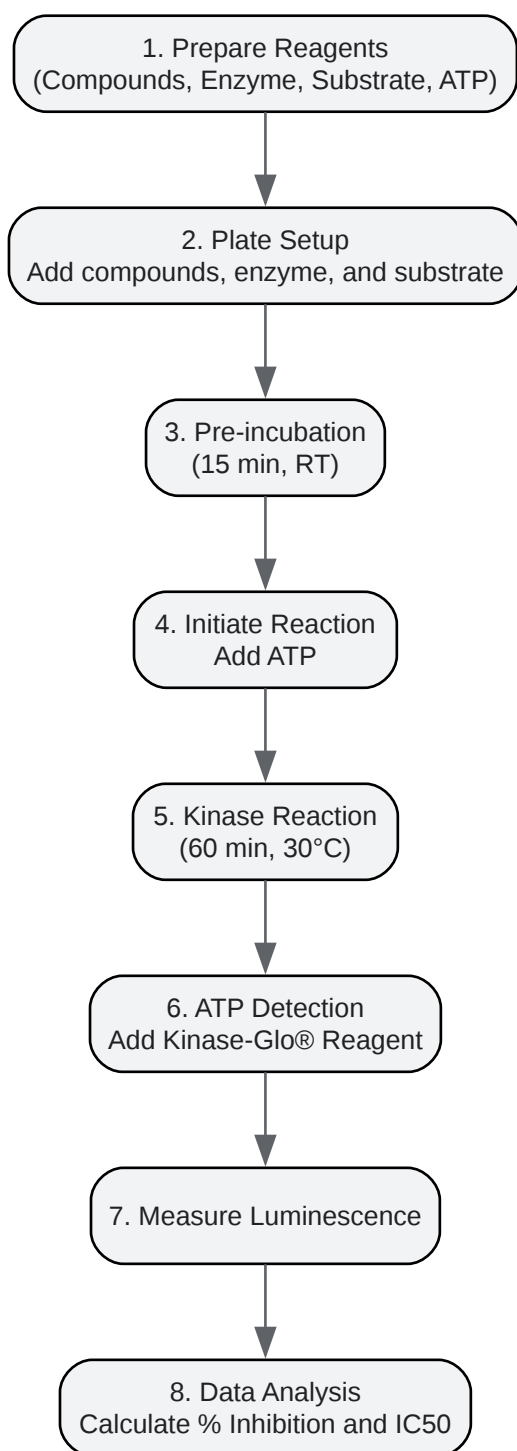 1. Prepare Reagents
(Compounds, Enzyme, Substrate, ATP)
2. Plate Setup
Add compounds, enzyme, and substrate
3. Pre-incubation
(15 min, RT)
4. Initiate Reaction
Add ATP
5. Kinase Reaction
(60 min, 30°C)
6. ATP Detection
Add Kinase-Glo® Reagent
7. Measure Luminescence
8. Data Analysis
Calculate % Inhibition and IC50